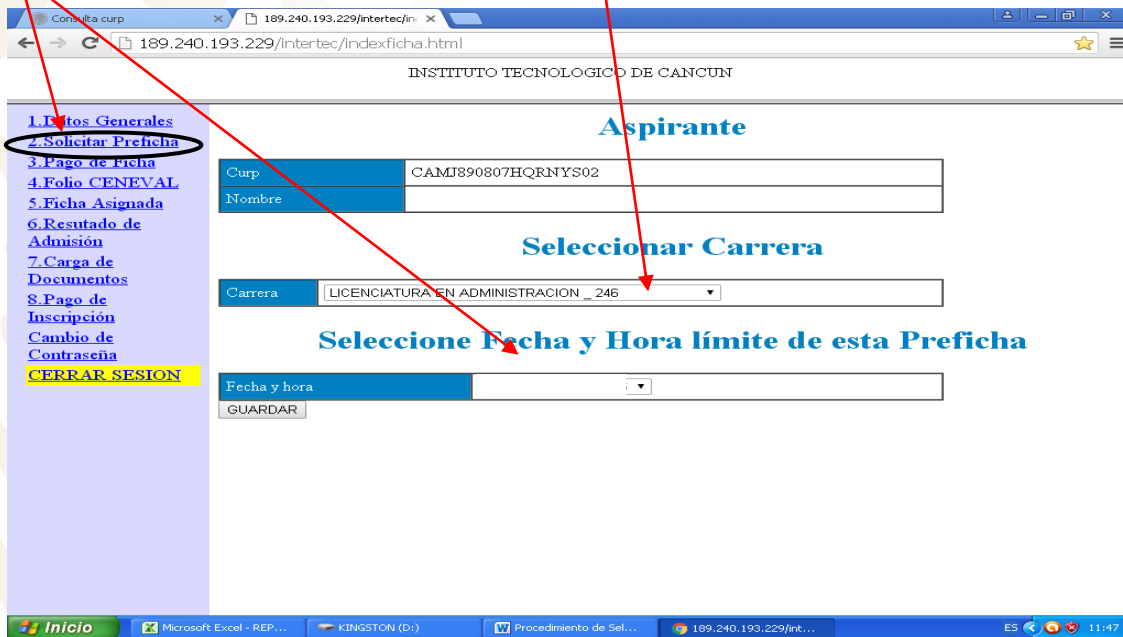 Consulta curp
189.240.193.229/intertec/in
189.240.193.229/intertec/indexficha.html
INSTITUTO TECNOLOGICO DE CANCUN
1.Datos Generales
2.Solicitar Preficha
3.Pago de Ficha
4.Folio CENEVAL
5.Ficha Asignada
6.Resutado de
Admisión
7.Carga de
Documentos
8.Pago de
Inscripción
Cambio de
Contraseña
CERRAR SESION
Aspirante
Curp CAMJ890807HQRNYS02
Nombre
Seleccionar Carrera
Carrera LICENCIATURA EN ADMINISTRACION _ 246
Seleccione Fecha y Hora límite de esta Preficha
Fecha y hora
GUARDAR
Inicio Microsoft Excel - REP... KINGSTON (D:) Procedimiento de Sel... 189.240.193.229/int... ES 11:47